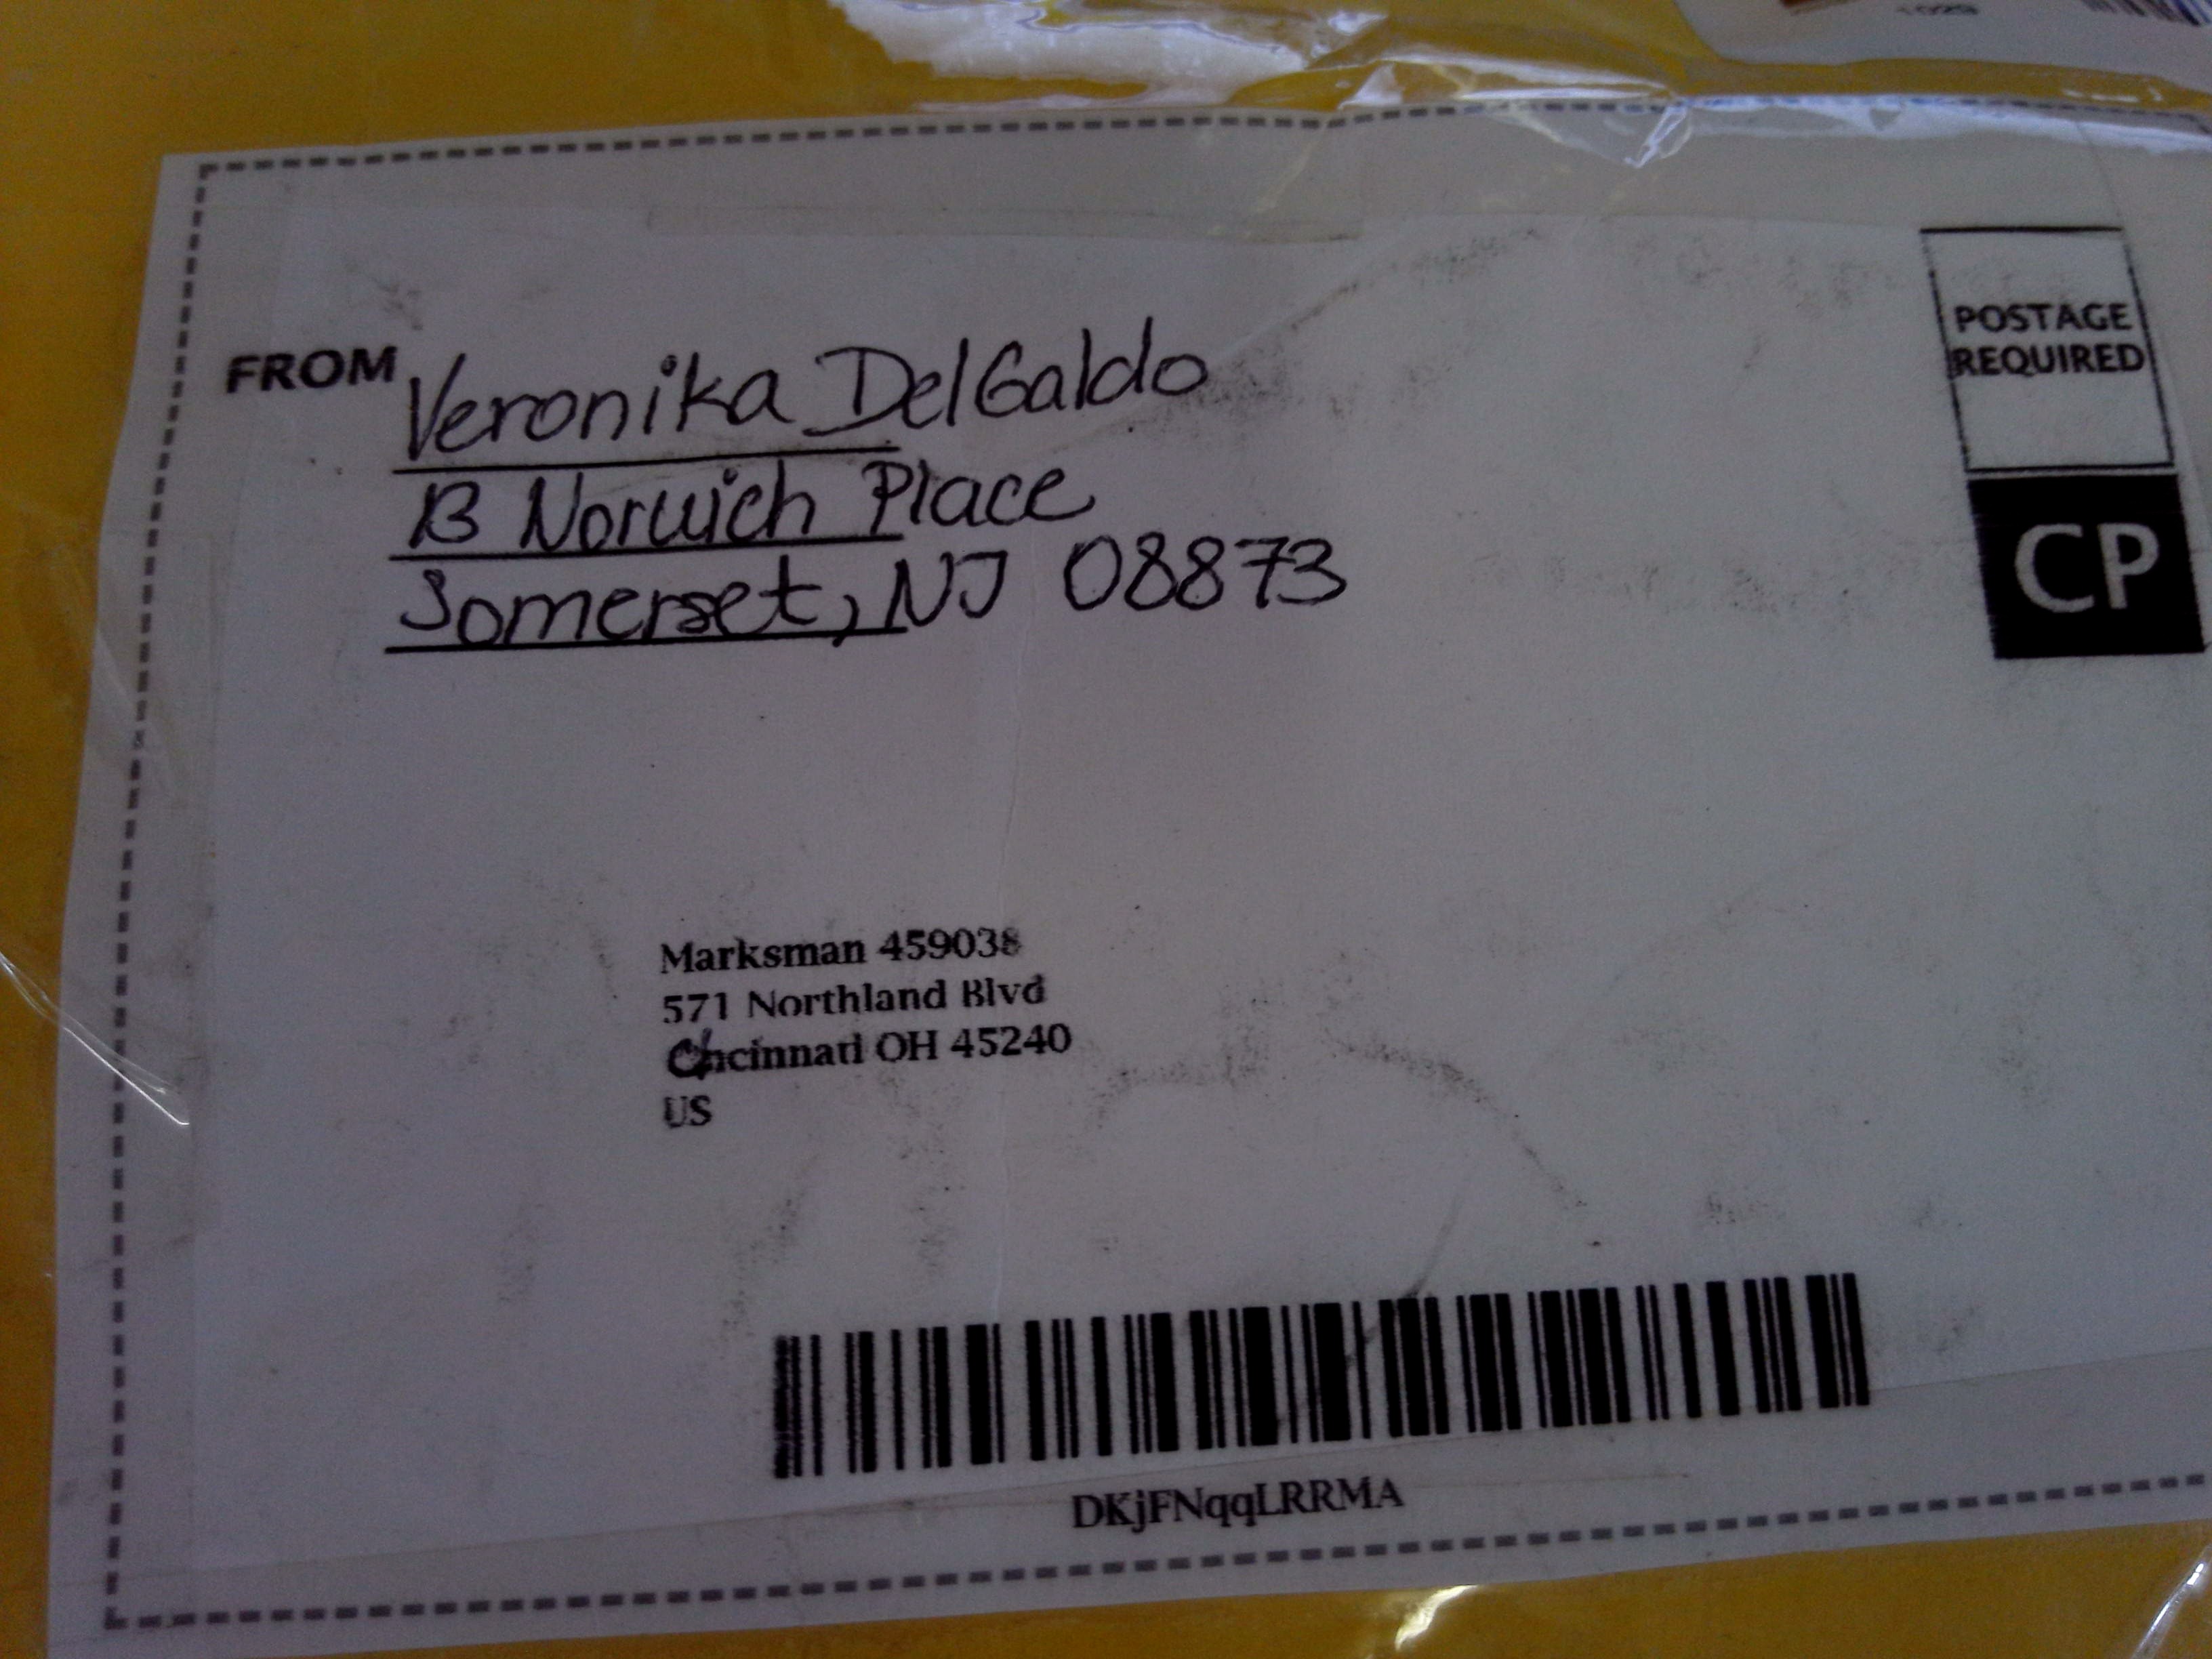 1029
FROM Veronika DelGaldo
13 Norwich Place
Somerset, NJ 08873
POSTAGE
REQUIRED
CP
Marksman 459038
571 Northland Blvd
Cincinnati OH 45240
US
DKjFNqqLRRMA